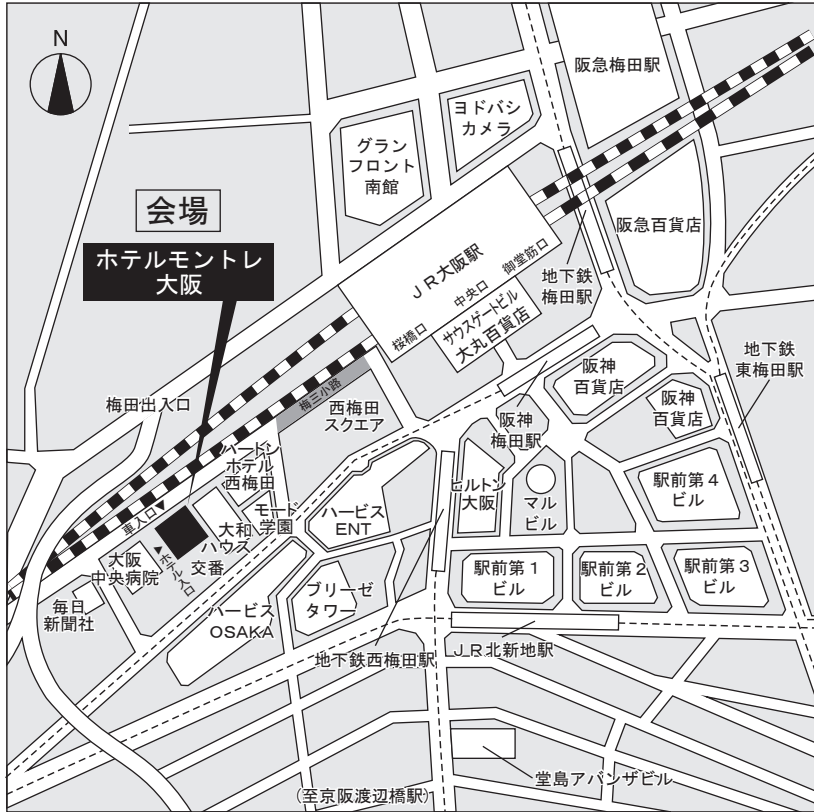 N
阪急梅田駅
ヨドバシ
カメラ
グラン
フロント
南館
会場
ホテルモントレ
大阪
阪急百貨店
JR大阪駅
御堂筋口
中央口
桜橋口
サウスゲートビル
大丸百貨店
地下鉄
梅田駅
地下鉄
東梅田駅
梅田出入口
梅三小路
西梅田
スクエア
阪神
百貨店
阪神
百貨店
阪神
梅田駅
ハートン
ホテル
西梅田
モード
学園
ハービス
ENT
ヒルトン
大阪
マル
ビル
駅前第4
ビル
車入口
大和
ハウス
大阪
中央病院
ホテル入口
交番
毎日
新聞社
ハービス
OSAKA
ブリーゼ
タワー
駅前第1
ビル
駅前第2
ビル
駅前第3
ビル
地下鉄西梅田駅
JR北新地駅
堂島アバンザビル
(至京阪渡辺橋駅)